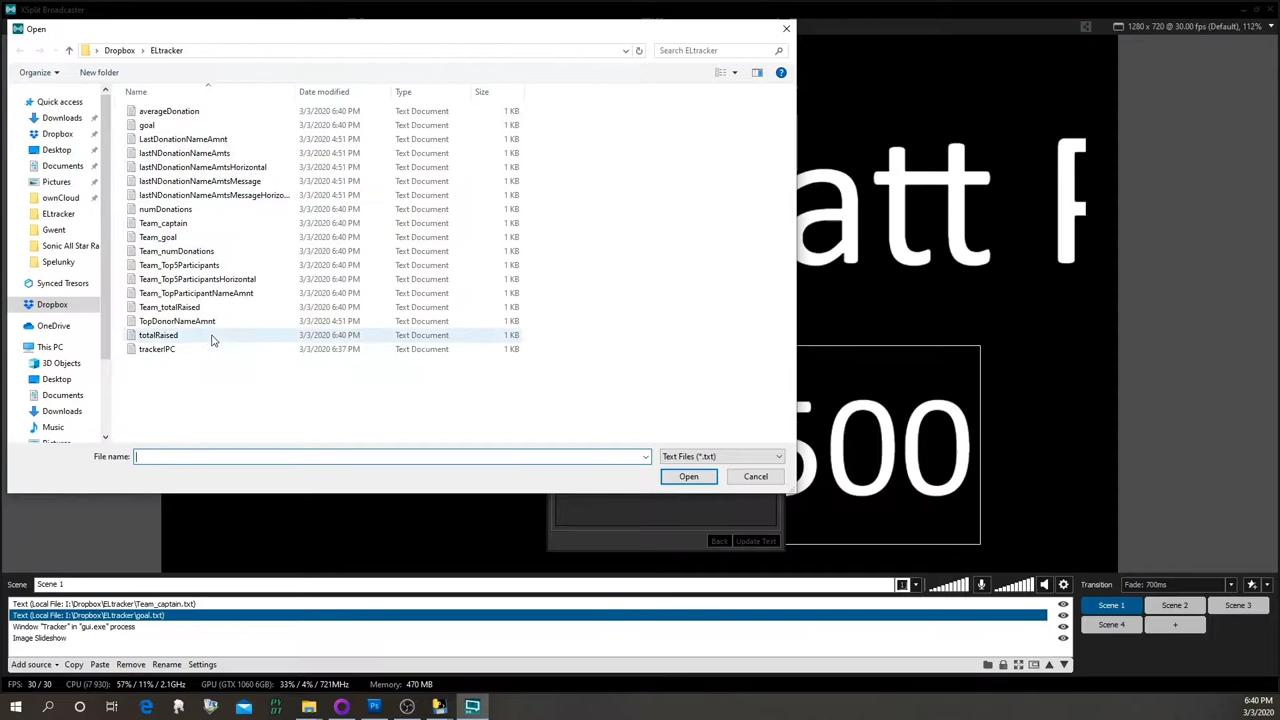 XSplit Broadcaster
Open
1280 x 720 @ 30.00 fps (Default), 112%
Dropbox > ELtracker
Search ELtracker
Organize
New folder
Name
Date modified
Type
Size
Quick access
Downloads
Dropbox
Desktop
Documents
Pictures
ownCloud
ELtracker
Gwent
Sonic All Star Ra
Spelunky
Synced Tresors
Dropbox
OneDrive
This PC
3D Objects
Desktop
Documents
Downloads
Music
averageDonation 3/3/2020 6:40 PM Text Document 1 KB
goal 3/3/2020 6:40 PM Text Document 1 KB
LastDonationNameAmnt 3/3/2020 4:51 PM Text Document 1 KB
lastNDonationNameAmts 3/3/2020 4:51 PM Text Document 1 KB
lastNDonationNameAmtsHorizontal 3/3/2020 4:51 PM Text Document 1 KB
lastNDonationNameAmtsMessage 3/3/2020 4:51 PM Text Document 1 KB
lastNDonationNameAmtsMessageHorizo... 3/3/2020 4:51 PM Text Document 1 KB
numDonations 3/3/2020 6:40 PM Text Document 1 KB
Team_captain 3/3/2020 6:40 PM Text Document 1 KB
Team_goal 3/3/2020 6:40 PM Text Document 1 KB
Team_numDonations 3/3/2020 6:40 PM Text Document 1 KB
Team_Top5Participants 3/3/2020 6:40 PM Text Document 1 KB
Team_Top5ParticipantsHorizontal 3/3/2020 6:40 PM Text Document 1 KB
Team_TopParticipantNameAmnt 3/3/2020 6:40 PM Text Document 1 KB
Team_totalRaised 3/3/2020 6:40 PM Text Document 1 KB
TopDonorNameAmnt 3/3/2020 4:51 PM Text Document 1 KB
totalRaised 3/3/2020 6:40 PM Text Document 1 KB
trackerIPC 3/3/2020 6:37 PM Text Document 1 KB
File name:
Text Files (*.txt)
Open
Cancel
att
500
Back
Update Text
Scene
Scene 1
1
Transition
Fade: 700ms
Text (Local File: I:\Dropbox\ELtracker\Team_captain.txt)
Text (Local File: I:\Dropbox\ELtracker\goal.txt)
Window "Tracker" in "gui.exe" process
Image Slideshow
Scene 1
Scene 2
Scene 3
Scene 4
+
Add source
Copy
Paste
Remove
Rename
Settings
FPS: 30 / 30
CPU (i7 930): 57% / 11% / 2.1GHz
GPU (GTX 1060 6GB): 33% / 4% / 721MHz
Memory: 470 MB
6:40 PM
3/3/2020